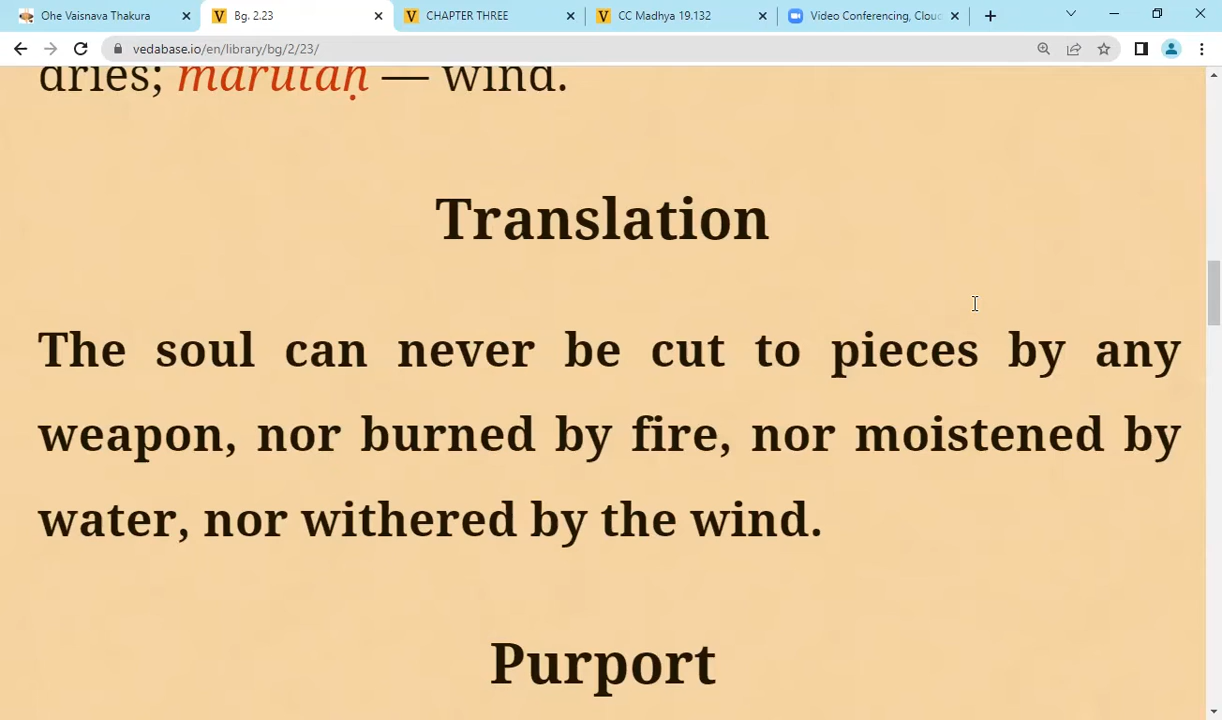 Ohe Vaisnava Thakura
Bg. 2.23
CHAPTER THREE
CC Madhya 19.132
Video Conferencing, Clou
vedabase.io/en/library/bg/2/23/
dries; mārutaḥ — wind.
Translation
The soul can never be cut to pieces by any
weapon, nor burned by fire, nor moistened by
water, nor withered by the wind.
Purport